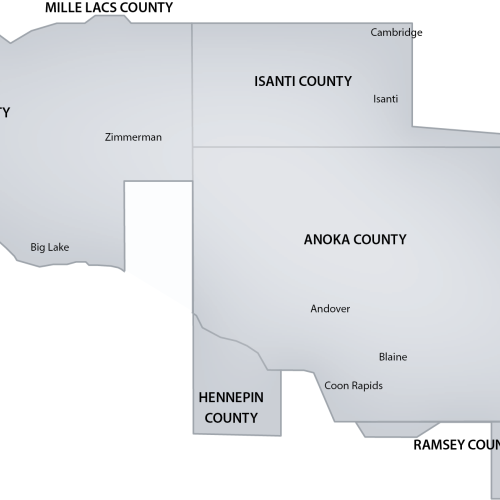 MILLE LACS COUNTY
Cambridge
ISANTI COUNTY
Isanti
TY
Zimmerman
ANOKA COUNTY
Big Lake
Andover
Blaine
Coon Rapids
HENNEPIN
COUNTY
RAMSEY COUN